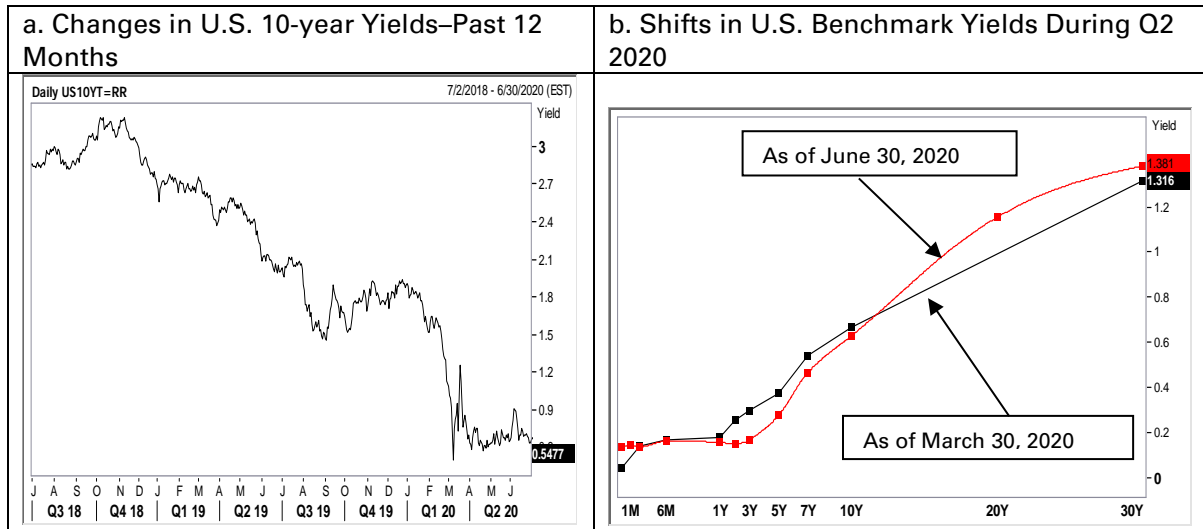 a. Changes in U.S. 10-year Yields–Past 12
Months
b. Shifts in U.S. Benchmark Yields During Q2
2020
Daily US10YT=RR
7/2/2018 - 6/30/2020 (EST)
Yield
3
2.7
2.4
2.1
1.8
1.5
1.2
0.9
0.5477
J A S O N D J F M A M J J A S O N D J F M A M J
Q3 18 Q4 18 Q1 19 Q2 19 Q3 19 Q4 19 Q1 20 Q2 20
Yield
As of June 30, 2020
1.381
1.316
1.2
1
0.8
0.6
0.4
As of March 30, 2020
0.2
0
1M 6M 1Y 3Y 5Y 7Y 10Y 20Y 30Y